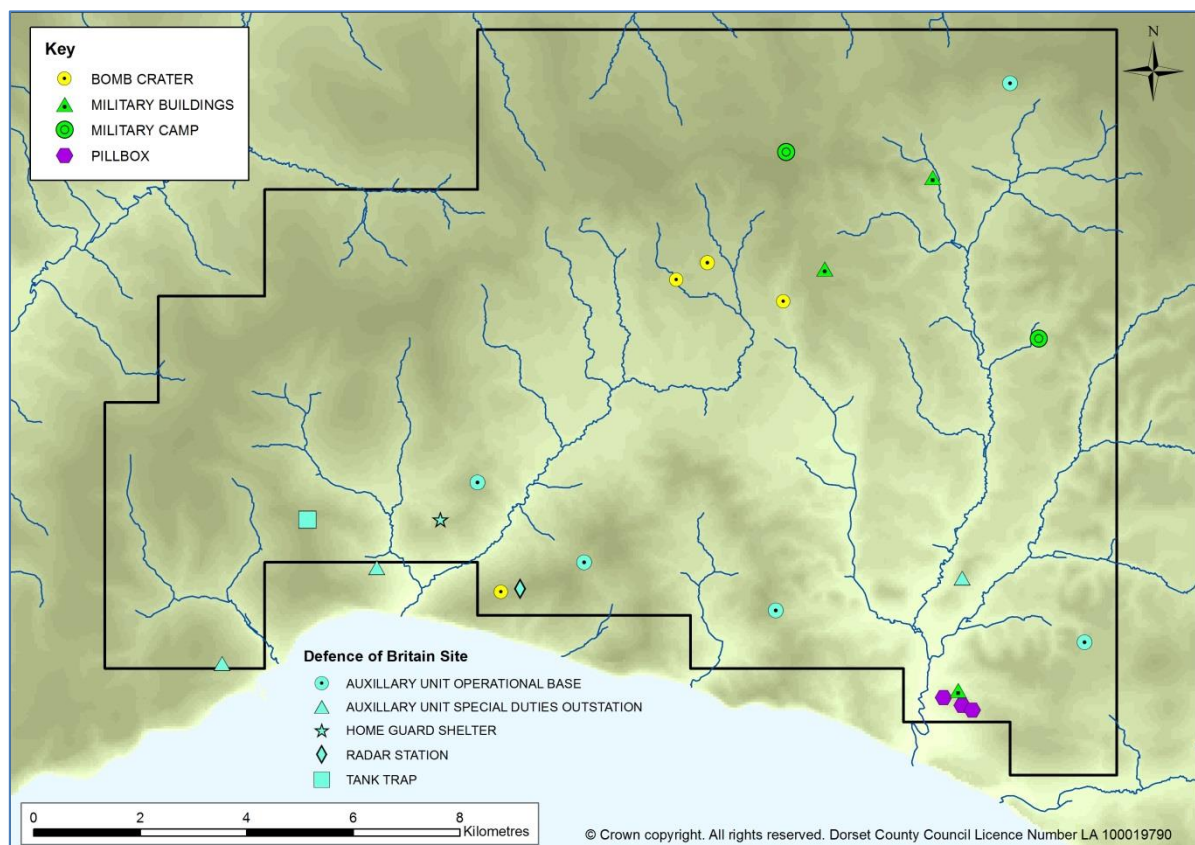 Key
BOMB CRATER
MILITARY BUILDINGS
MILITARY CAMP
PILLBOX
N
Defence of Britain Site
AUXILLARY UNIT OPERATIONAL BASE
AUXILLARY UNIT SPECIAL DUTIES OUTSTATION
HOME GUARD SHELTER
RADAR STATION
TANK TRAP
0 2 4 6 8
Kilometres
© Crown copyright. All rights reserved. Dorset County Council Licence Number LA 100019790